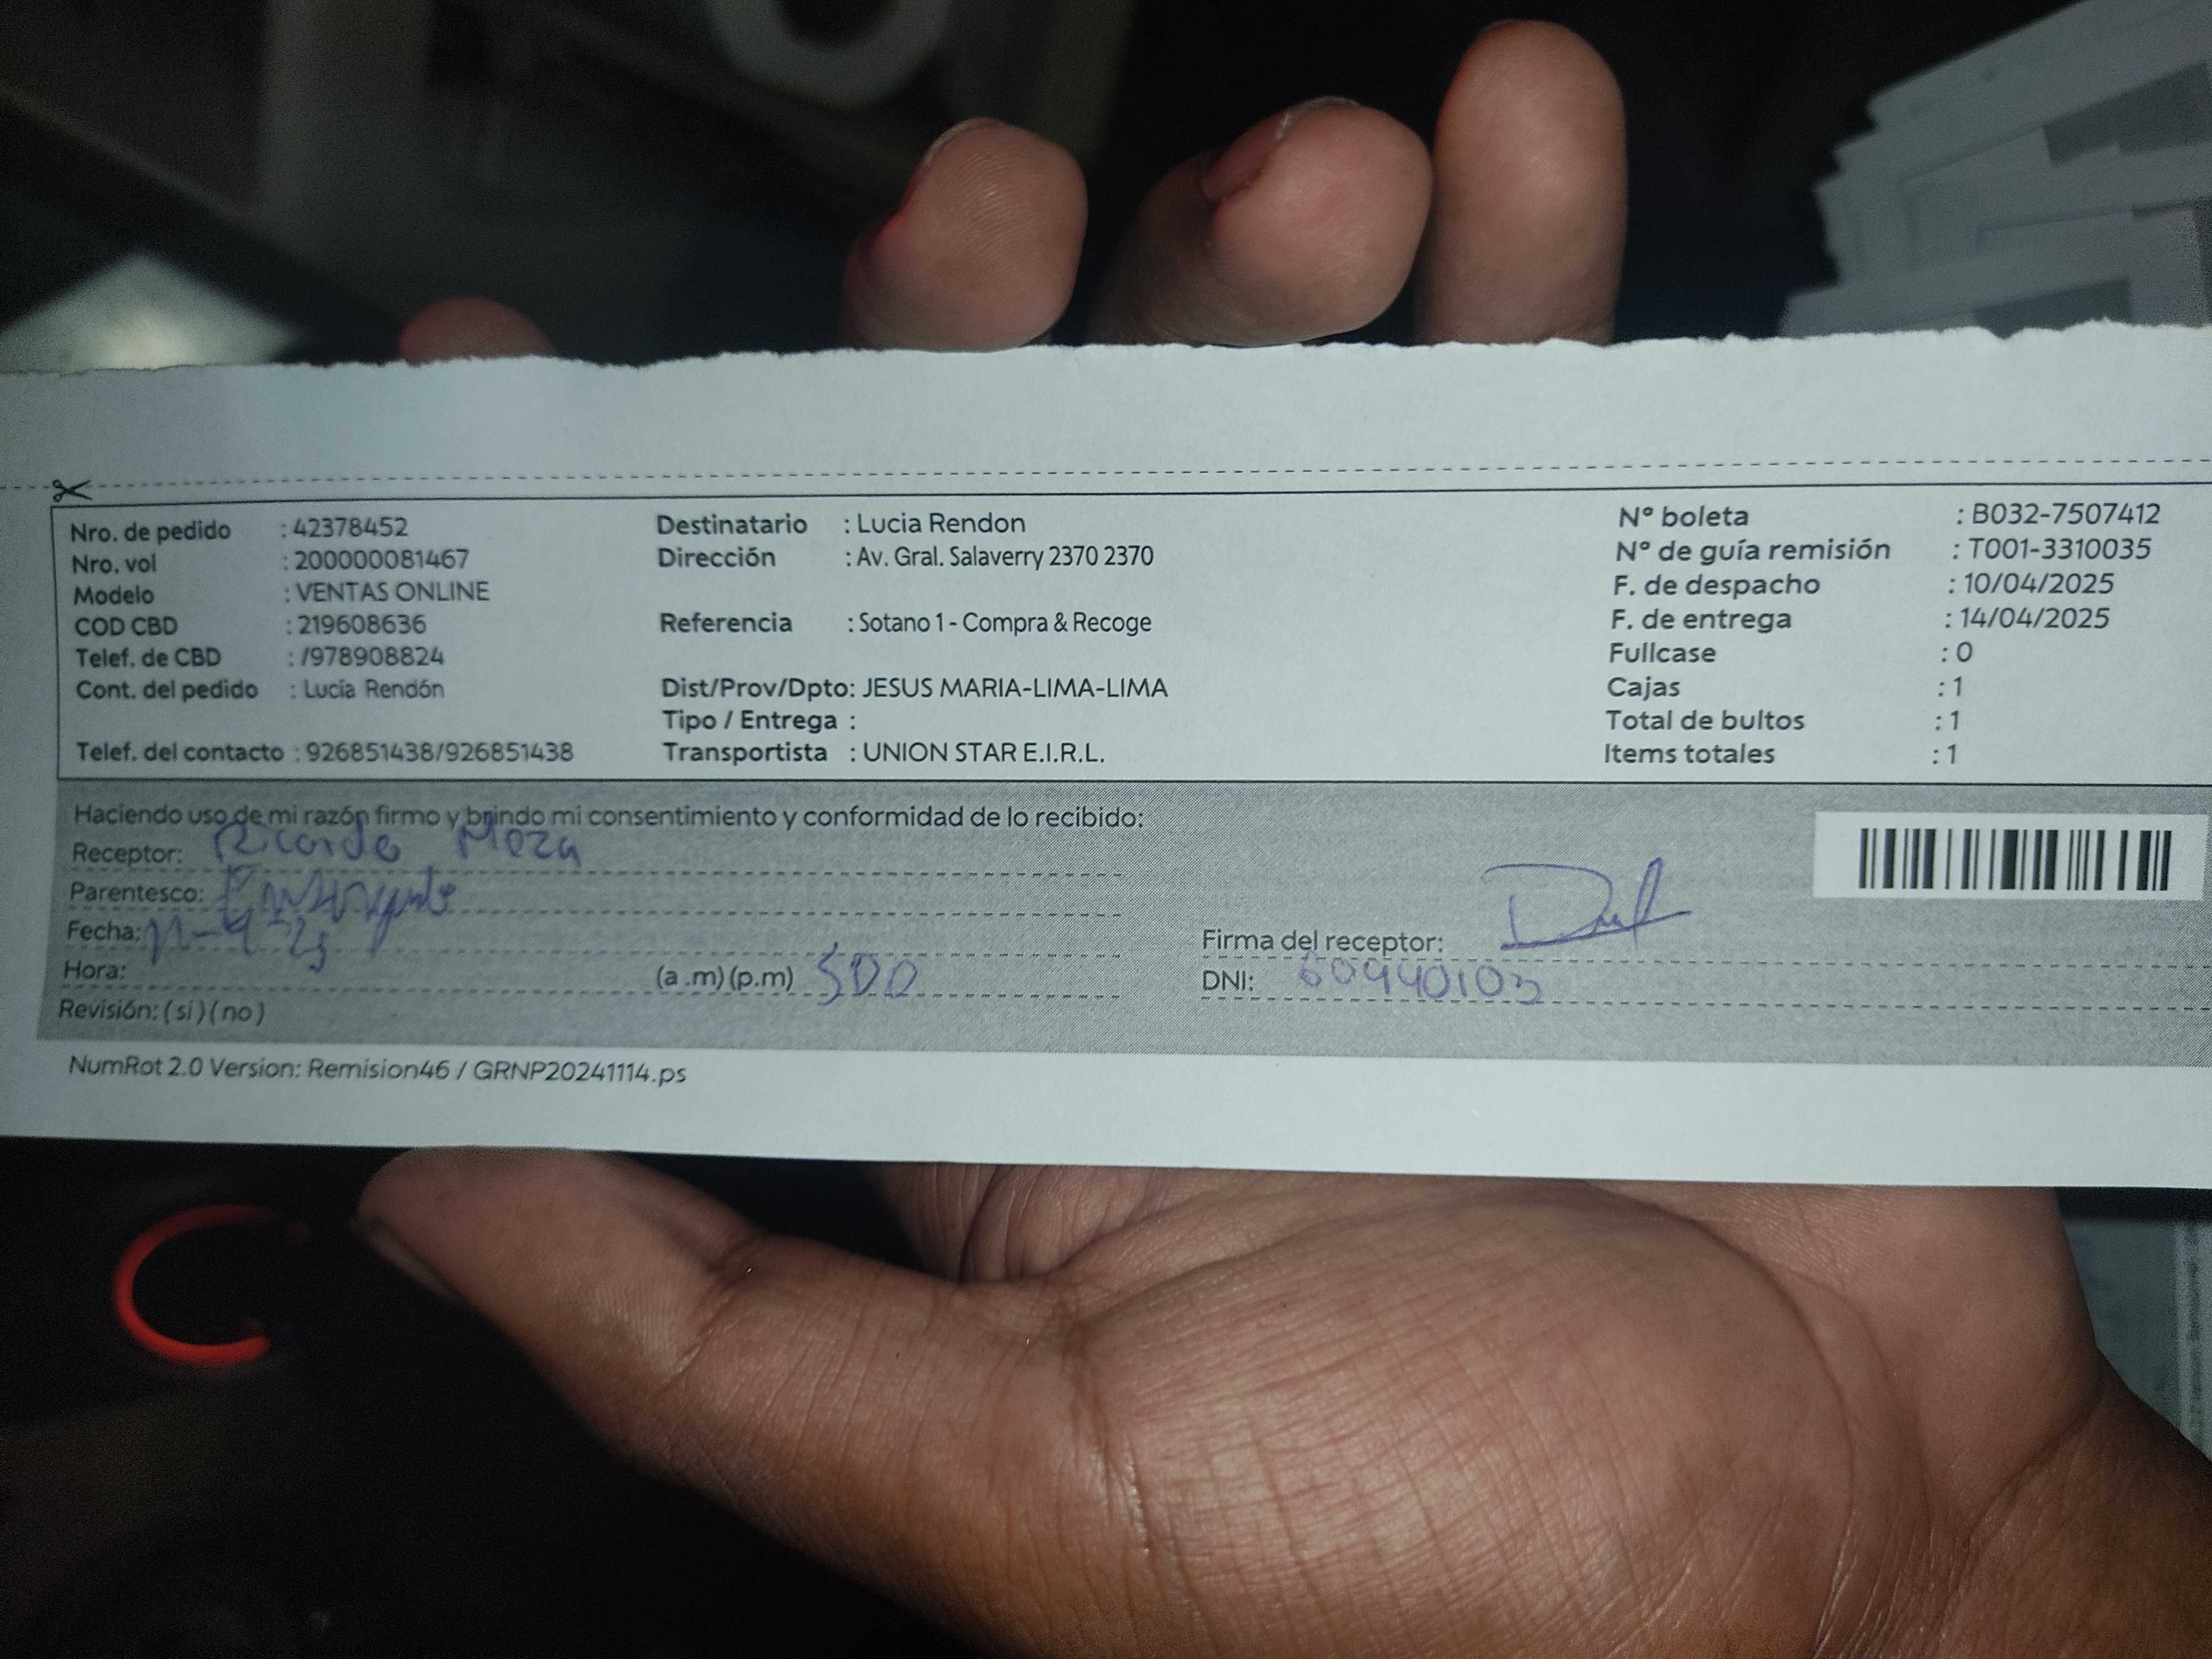 Nro. de pedido : 42378452
Nro. vol : 200000081467
Modelo : VENTAS ONLINE
COD CBD : 219608636
Telef. de CBD : /978908824
Cont. del pedido : Lucía Rendón
Telef. del contacto : 926851438/926851438
Destinatario : Lucia Rendon
Dirección : Av. Gral. Salaverry 2370 2370
Referencia : Sotano 1 - Compra & Recoge
Dist/Prov/Dpto: JESUS MARIA-LIMA-LIMA
Tipo / Entrega :
Transportista : UNION STAR E.I.R.L.
N° boleta : B032-7507412
N° de guía remisión : T001-3310035
F. de despacho : 10/04/2025
F. de entrega : 14/04/2025
Fullcase : 0
Cajas : 1
Total de bultos : 1
Items totales : 1
Haciendo uso de mi razón firmo y brindo mi consentimiento y conformidad de lo recibido:
Receptor: Ricardo Meza
Parentesco:
Fecha: 11-4-25
Hora: (a .m) (p.m) 500
Revisión: ( si ) ( no )
Firma del receptor:
DNI: 60940103
NumRot 2.0 Version: Remision46 / GRNP20241114.ps